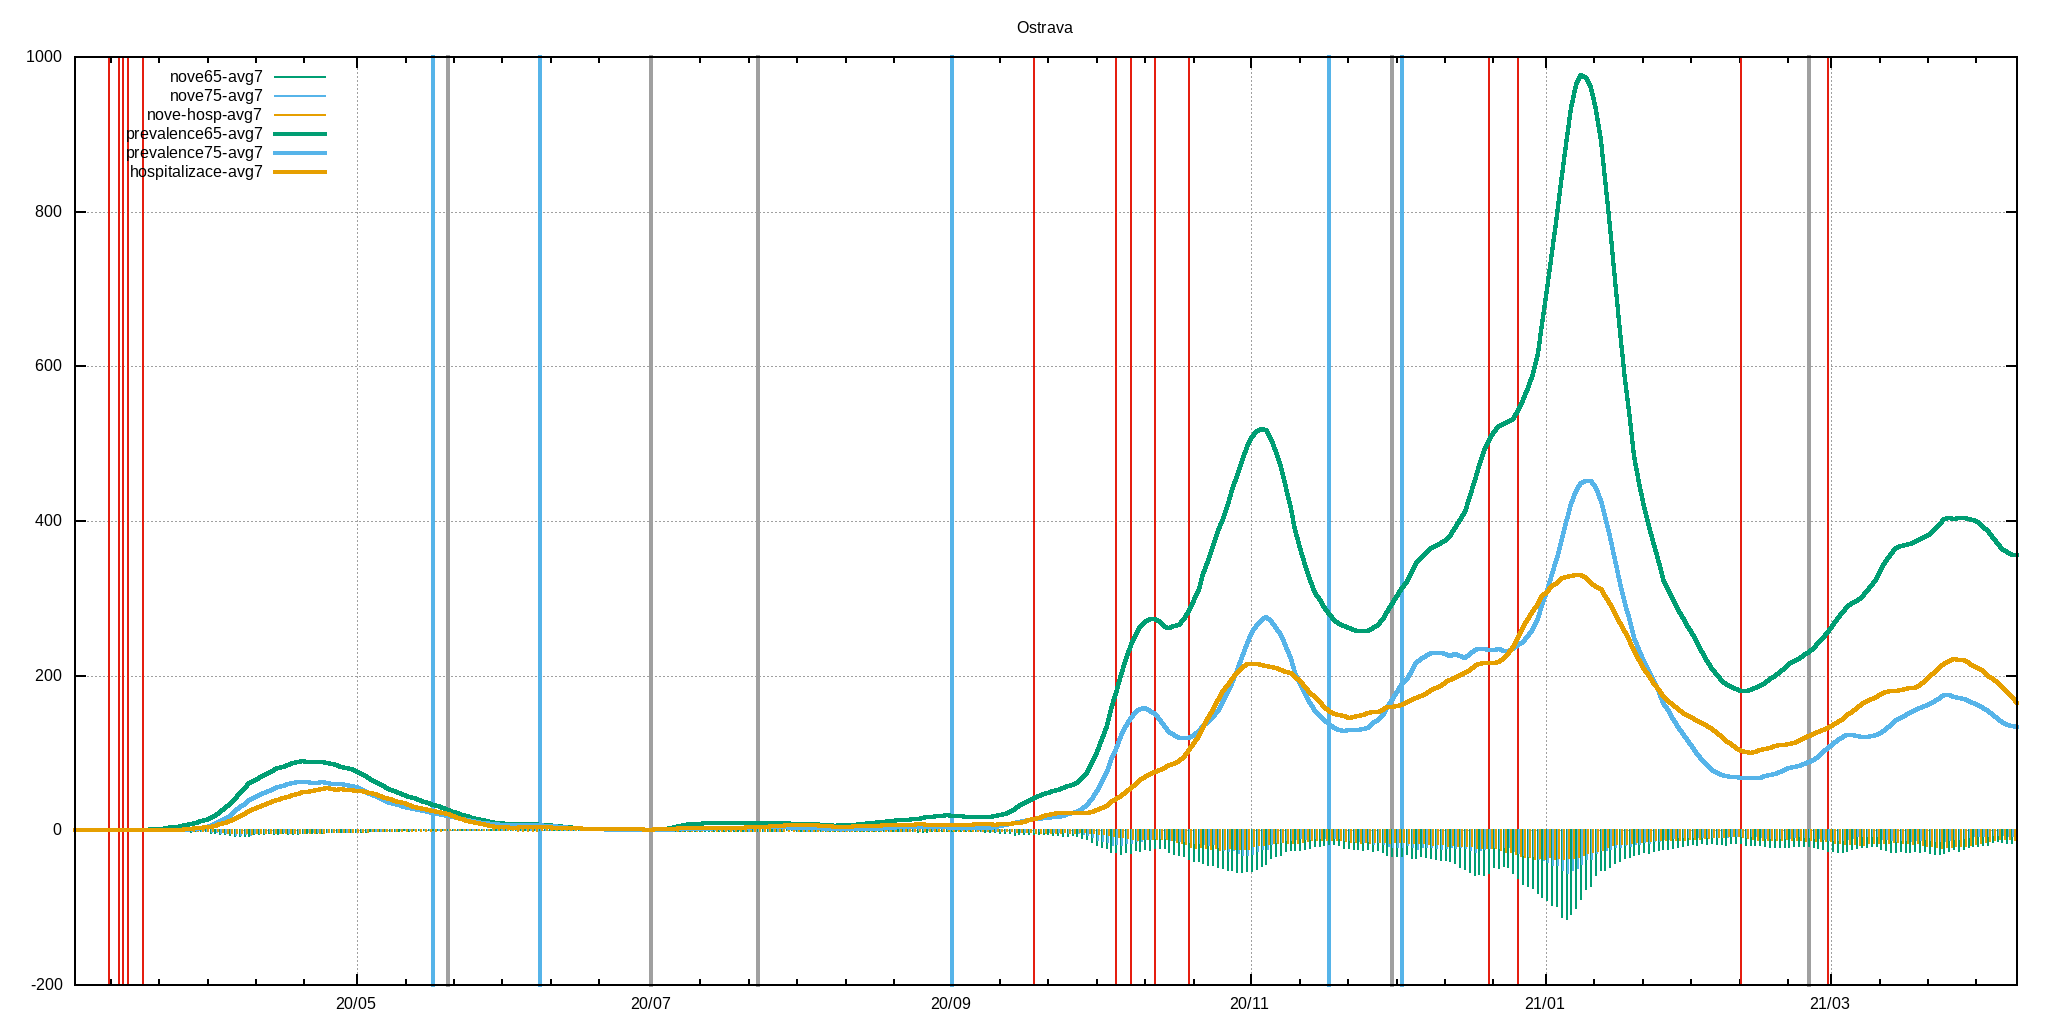 Ostrava
1000
800
600
400
200
0
-200
nove65-avg7
nove75-avg7
nove-hosp-avg7
prevalence65-avg7
prevalence75-avg7
hospitalizace-avg7
20/05
20/07
20/09
20/11
21/01
21/03